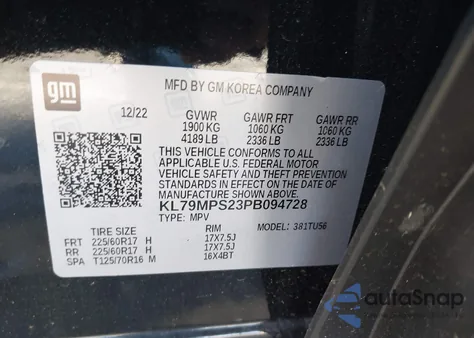 gm
MFD BY GM KOREA COMPANY
12/22 GVWR GAWR FRT GAWR RR
1900 KG 1060 KG 1060 KG
4189 LB 2336 LB 2336 LB
THIS VEHICLE CONFORMS TO ALL
APPLICABLE U.S. FEDERAL MOTOR
VEHICLE SAFETY AND THEFT
PREVENTION STANDARDS IN EFFECT
ON THE DATE OF MANUFACTURE
SHOWN ABOVE
KL79MPS23PB094728
TYPE: MPV
TIRE SIZE RIM MODEL: 381TU56
FRT 225/60R17 H 17X7.5J
RR 225/60R17 H 17X7.5J
SPA T125/70R16 M 16X4BT
autoSnap